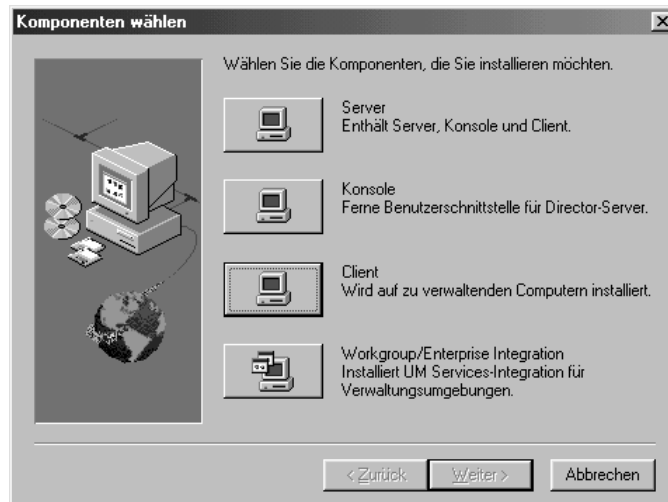 Komponenten wählen
Wählen Sie die Komponenten, die Sie installieren möchten.
Server
Enthält Server, Konsole und Client.
Konsole
Ferne Benutzerschnittstelle für Director-Server.
Client
Wird auf zu verwaltenden Computern installiert.
Workgroup/Enterprise Integration
Installiert UM Services-Integration für
Verwaltungsumgebungen.
< Zurück
Weiter >
Abbrechen